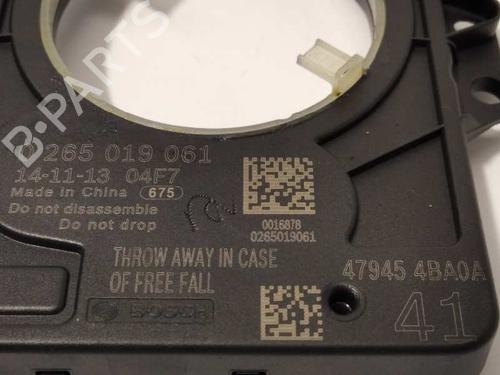 B-PARTS
0 265 019 061
14-11-13 04F7
Made in China 675
Do not disassemble
Do not drop
0016878
0265019061
THROW AWAY IN CASE
OF FREE FALL
47945 4BA0A
BOSCH
41